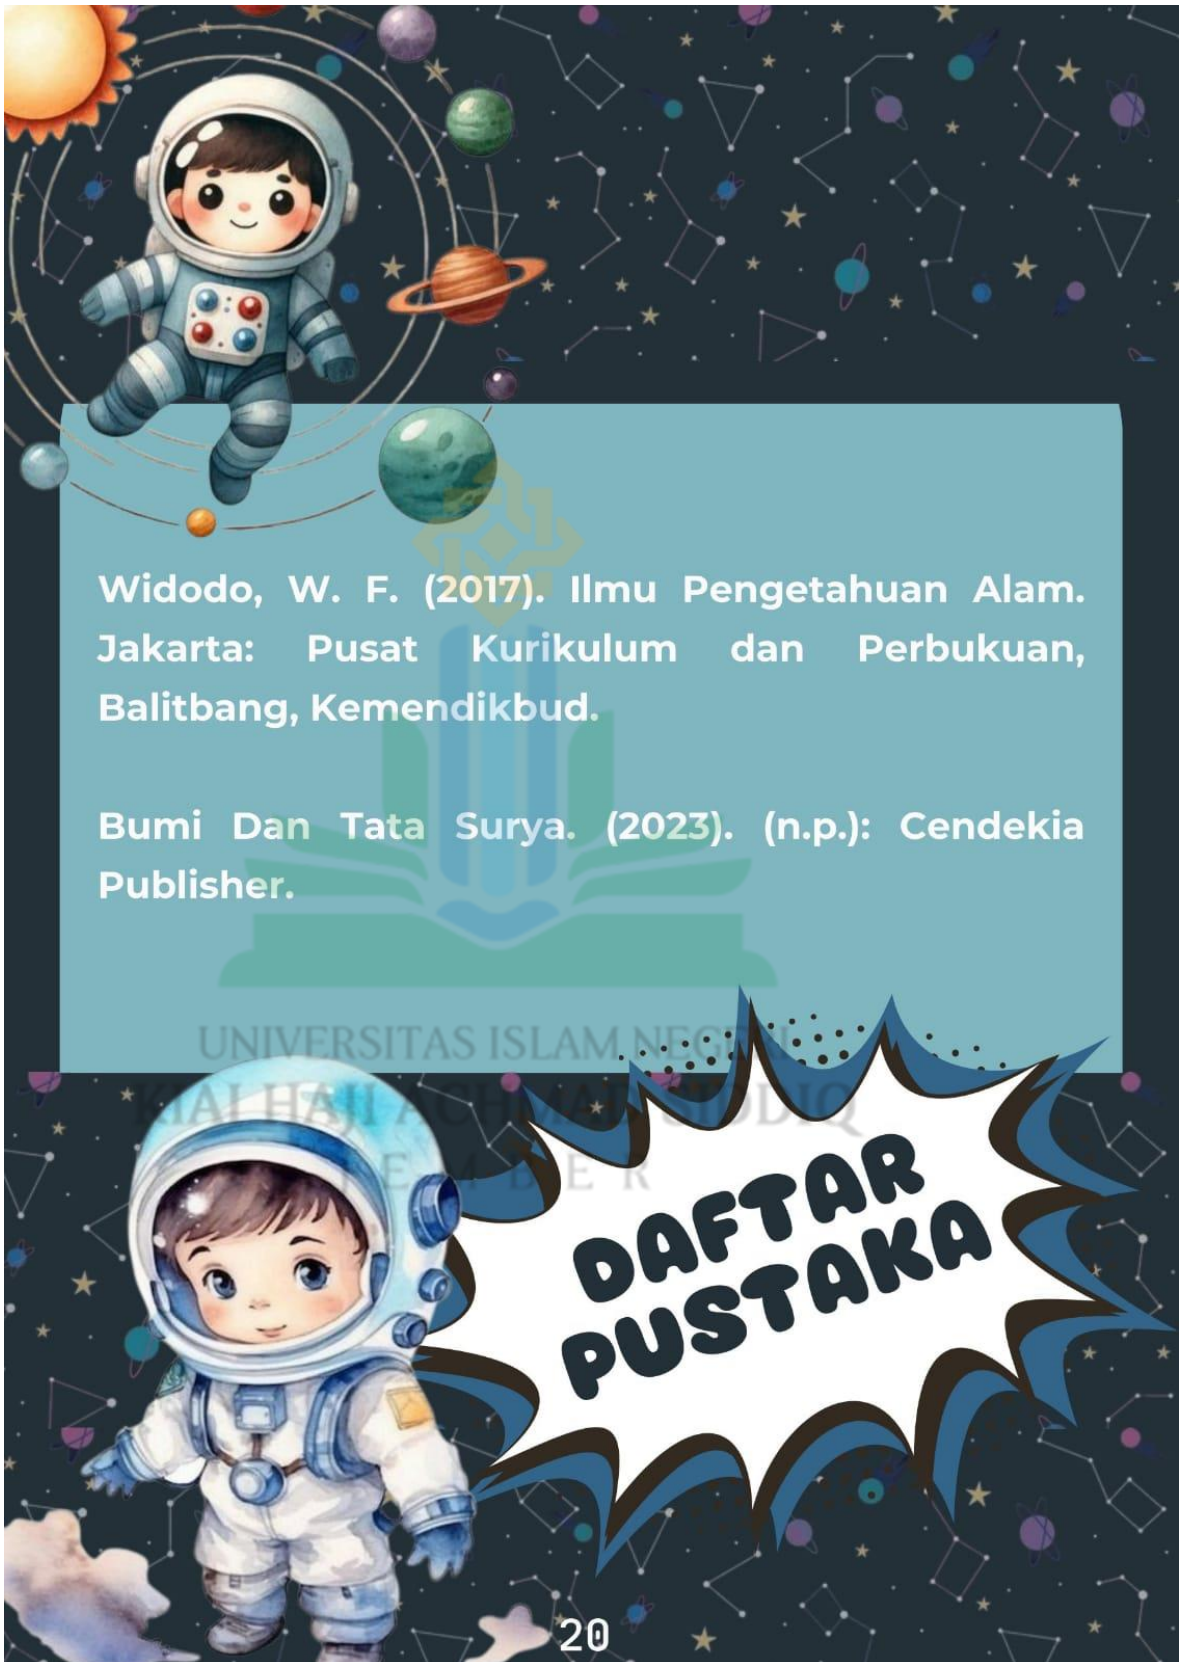 Widodo, W. F. (2017). Ilmu Pengetahuan Alam.
Jakarta: Pusat Kurikulum dan Perbukuan,
Balitbang, Kemendikbud.
Bumi Dan Tata Surya. (2023). (n.p.): Cendekia
Publisher.
UNIVERSITAS ISLAM NEGERI
KIAI HAJI ACHMAD SIDDIQ
JEMBER
DAFTAR
PUSTAKA
20